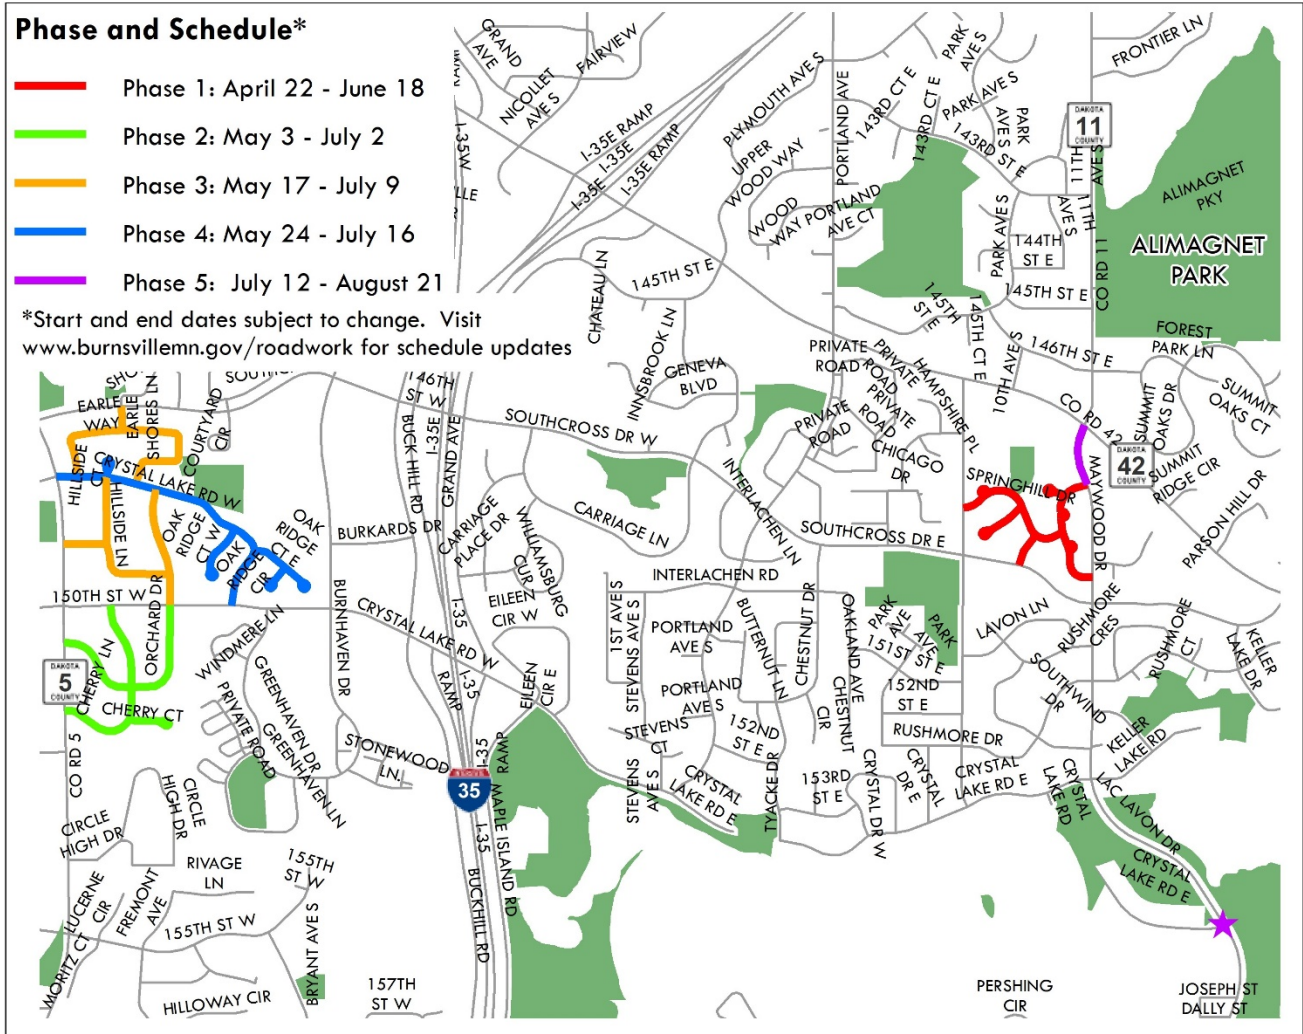 Phase and Schedule*
Phase 1: April 22 - June 18
Phase 2: May 3 - July 2
Phase 3: May 17 - July 9
Phase 4: May 24 - July 16
Phase 5: July 12 - August 21
*Start and end dates subject to change. Visit
www.burnsvillemn.gov/roadwork for schedule updates
GRAND
AVE
FAIRVIEW
NICOLLET
AVE S
RAMP
I-35W
I-35E RAMP
I-35E
I-35E RAMP
I-35E
PLYMOUTH AVE S
UPPER
WOOD WAY
WOOD
WAY
PORTLAND
AVE CT
PORTLAND AVE
143RD CT E
143RD CT E
PARK
AVE S
PARK AVE S
PARK
AVE S
143RD ST E
FRONTIER LN
DAKOTA
11
COUNTY
11TH
AVE S
11TH
AVE S
CO RD 11
ALIMAGNET
PKY
ALIMAGNET
PARK
PARK AVE S
144TH
ST E
145TH ST E
145TH
ST E
145TH CT E
10TH AVE S
146TH ST E
FOREST
PARK LN
SUMMIT
OAKS CT
SUMMIT
OAKS DR
SUMMIT
RIDGE CIR
PARSON HILL DR
CO RD 42
DAKOTA
42
COUNTY
CHATEAU LN
145TH ST E
INNSBROOK LN
GENEVA
BLVD
PRIVATE
ROAD
PRIVATE
ROAD
PRIVATE
ROAD
PRIVATE
ROAD
HAMPSHIRE PL
CHICAGO
DR
SPRINGHILL DR
MAYWOOD DR
EARLE
WAY
EARLE
SHORES LN
COURTYARD
CIR
HILLSIDE
CT
HILLSIDE LN
CRYSTAL LAKE RD W
OAK
RIDGE
CT W
OAK
RIDGE
CIR
OAK
RIDGE
CT E
146TH
ST W
I-35E
BUCK HILL RD
GRAND AVE
SOUTHCROSS DR W
INTERLACHEN LN
SOUTHCROSS DR E
BURKARDS DR
CARRIAGE
PLACE DR
WILLIAMSBURG
CUR
CARRIAGE LN
INTERLACHEN RD
150TH ST W
ORCHARD DR
CHERRY LN
CHERRY CT
DAKOTA
5
COUNTY
CO RD 5
WINDMERE LN
GREENHAVEN DR
GREENHAVEN LN
PRIVATE ROAD
BURNHAVEN DR
CRYSTAL LAKE RD W
I-35
I-35
RAMP
EILEEN
CIR W
EILEEN
CIR E
STONEWOOD
LN
INTERSTATE
35
I-35
RAMP
I-35
MAPLE ISLAND RD
BUCKHILL RD
1ST AVE S
STEVENS AVE S
PORTLAND
AVE S
PORTLAND
AVE S
STEVENS
CT
STEVENS
AVE S
BUTTERNUT LN
CHESTNUT DR
152ND
ST E
TYACKE DR
CRYSTAL
LAKE RD E
OAKLAND AVE
CHESTNUT
CIR
153RD
ST E
PARK
AVE
PARK
AVE
151ST ST E
152ND
ST E
RUSHMORE DR
CRYSTAL DR W
CRYSTAL
DR E
CRYSTAL
LAKE RD E
LAVON LN
RUSHMORE
CRES
RUSHMORE
CT
KELLER
LAKE DR
SOUTHWIND
DR
KELLER
LAKE RD
CRYSTAL
LAKE RD
LAC LAVON DR
CRYSTAL
LAKE RD E
CIRCLE
HIGH DR
CIRCLE
HIGH DR
LUCERNE
CIR
FREMONT
AVE
RIVAGE
LN
155TH
ST W
155TH ST W
MORITZ CT
HILLOWAY CIR
BRYANT AVE S
157TH
ST W
PERSHING
CIR
JOSEPH ST
DALLY ST